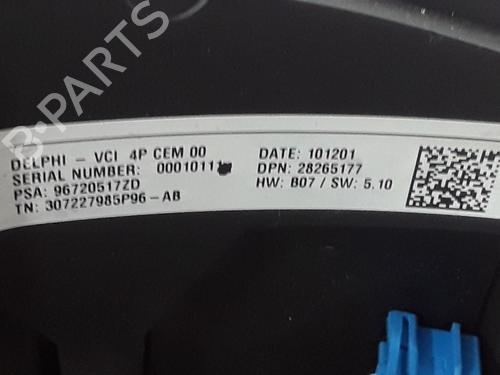 B-PARTS
DELPHI - VCI 4P CEM 00
SERIAL NUMBER:
PSA: 96720517ZD
TN: 307227985P96-AB
DATE: 101201
DPN: 28265177
HW: B07 / SW: 5.10